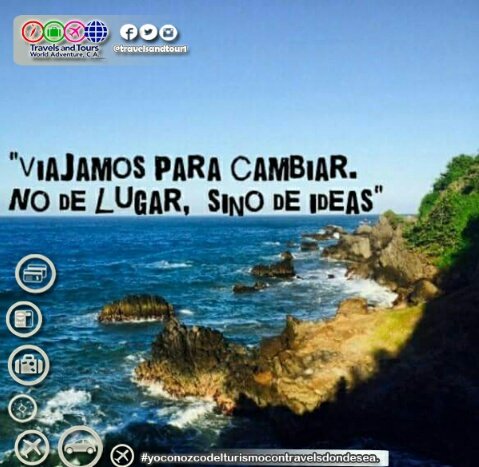 Travels and Tours
World Adventure, C.A.
@travelsandtour1
"VIAJAMOS PARA CAMBIAR.
NO DE LUGAR, SINO DE IDEAS"
#yoconozcodelturismocontravelsdondesea.